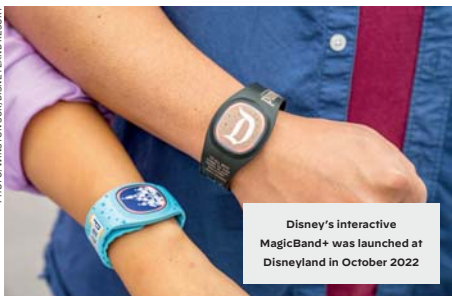 D
Disney's interactive
MagicBand+ was launched at
Disneyland in October 2022